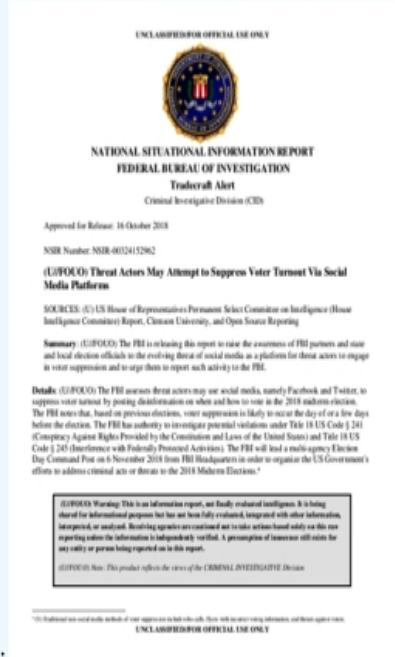 UNCLASSIFIED//FOR OFFICIAL USE ONLY
NATIONAL SITUATIONAL INFORMATION REPORT
FEDERAL BUREAU OF INVESTIGATION
Tradecraft Alert
Criminal Investigative Division (CID)
Approved for Release: 16 October 2018
NSIR Number: NSIR-00324152962
(U//FOUO) Threat Actors May Attempt to Suppress Voter Turnout Via Social
Media Platforms
SOURCES: (U) US House of Representatives Permanent Select Committee on Intelligence (House
Intelligence Committee) Report, Clemson University, and Open Source Reporting
Summary: (U//FOUO) The FBI is releasing this report to raise the awareness of FBI partners and state
and local election officials to the evolving threat of social media as a platform for threat actors to engage
in voter suppression and to urge them to report such activity to the FBI.
Details: (U//FOUO) The FBI assesses threat actors may use social media, namely Facebook and Twitter, to
suppress voter turnout by posting disinformation on when and how to vote in the 2018 midterm election.
The FBI notes that, based on previous elections, voter suppression is likely to occur the day of or a few days
before the election. The FBI has authority to investigate potential violations under Title 18 US Code § 241
(Conspiracy Against Rights Provided by the Constitution and Laws of the United States) and Title 18 US
Code § 245 (Interference with Federally Protected Activities). The FBI will lead a multi-agency Election
Day Command Post on 6 November 2018 from FBI Headquarters in order to organize the US Government's
efforts to address criminal acts or threats to the 2018 Midterm Elections.
(U//FOUO) Warning: This is an information report, not finally evaluated intelligence. It is being
shared for informational purposes but has not been fully evaluated, integrated with other information,
interpreted, or analyzed. Receiving agencies are cautioned not to take actions based solely on this raw
reporting unless the information is independently verified. A presumption of innocence still exists for
any entity or person being reported on in this report.
(U//FOUO) Note: This product reflects the views of the CRIMINAL INVESTIGATIVE Division
UNCLASSIFIED//FOR OFFICIAL USE ONLY